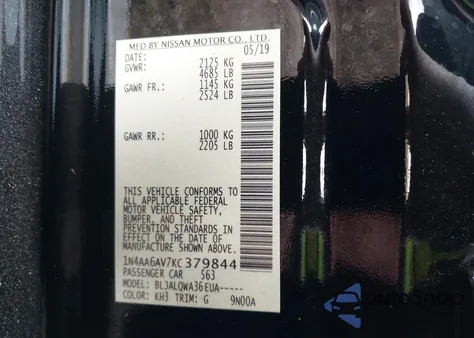 MFD BY NISSAN MOTOR CO., LTD.
DATE: 05/19
GVWR: 2125 KG
4685 LB
GAWR FR.: 1145 KG
2524 LB
GAWR RR.: 1000 KG
2205 LB
THIS VEHICLE CONFORMS TO
ALL APPLICABLE FEDERAL
MOTOR VEHICLE SAFETY,
BUMPER, AND THEFT
PREVENTION STANDARDS IN
EFFECT ON THE DATE OF
MANUFACTURE SHOWN ABOVE.
1N4AA6AV7KC379844
PASSENGER CAR 563
MODEL: BLJALQWA36EUA-----
COLOR: KH3 TRIM: G 9N00A
autoSnap